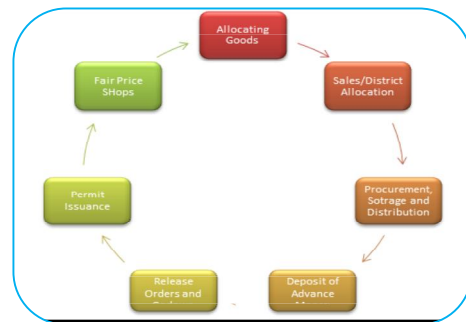 Allocating
Goods
Sales/District
Allocation
Procurement,
Sotrage and
Distribution
Deposit of
Advance
Release
Orders and
Permit
Issuance
Fair Price
SHops